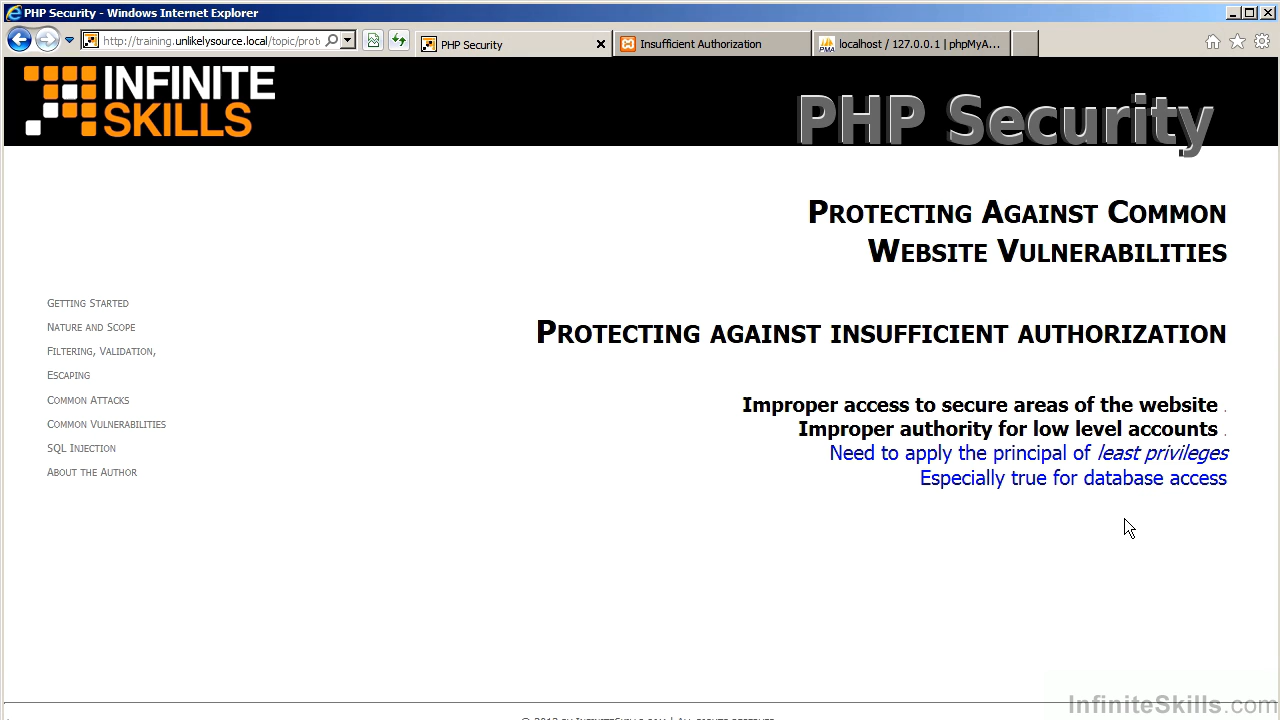 PHP Security - Windows Internet Explorer
http://training.unlikelysource.local/topic/prote
PHP Security
Insufficient Authorization
localhost / 127.0.0.1 | phpMyA...
PMA
INFINITE
SKILLS
PHP Security
PROTECTING AGAINST COMMON
WEBSITE VULNERABILITIES
GETTING STARTED
NATURE AND SCOPE
FILTERING, VALIDATION,
ESCAPING
COMMON ATTACKS
COMMON VULNERABILITIES
SQL INJECTION
ABOUT THE AUTHOR
PROTECTING AGAINST INSUFFICIENT AUTHORIZATION
Improper access to secure areas of the website .
Improper authority for low level accounts .
Need to apply the principal of least privileges
Especially true for database access
InfiniteSkills.com